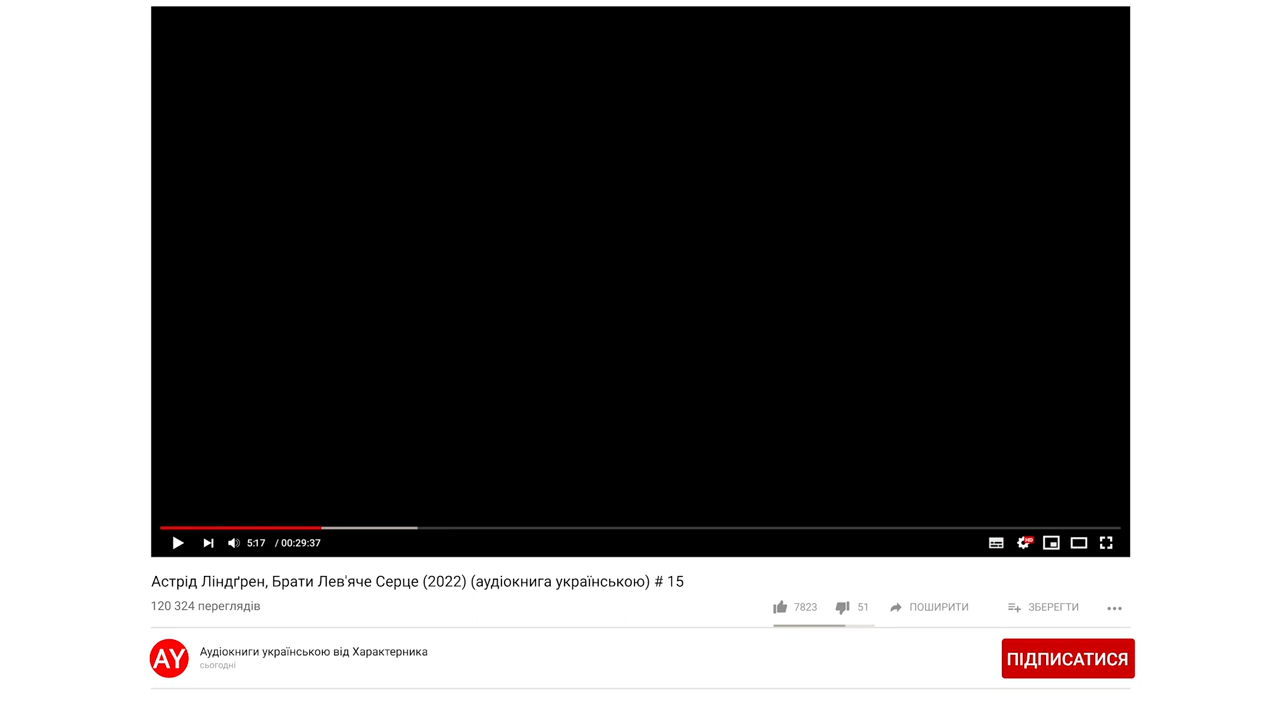 5:17 / 00:29:37
HD
Астрід Ліндґрен, Брати Лев'яче Серце (2022) (аудіокнига українською) # 15
120 324 переглядів
7823 51 ПОШИРИТИ ЗБЕРЕГТИ
АУ Аудіокниги українською від Характерника
сьогодні
ПІДПИСАТИСЯ